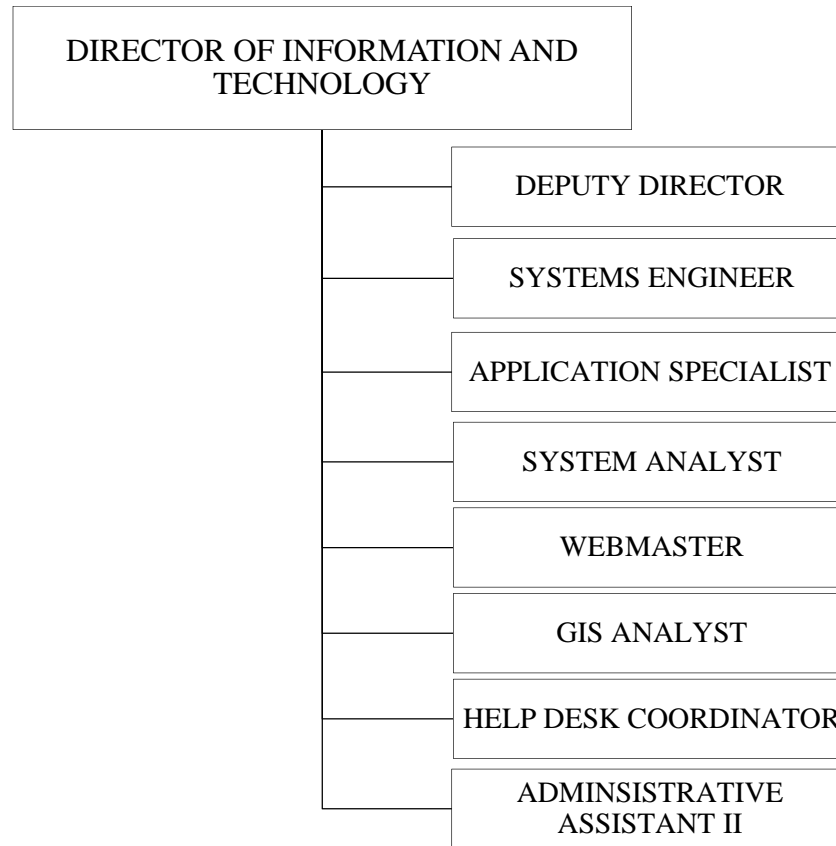 DIRECTOR OF INFORMATION AND
TECHNOLOGY
DEPUTY DIRECTOR
SYSTEMS ENGINEER
APPLICATION SPECIALIST
SYSTEM ANALYST
WEBMASTER
GIS ANALYST
HELP DESK COORDINATOR
ADMINSISTRATIVE
ASSISTANT II